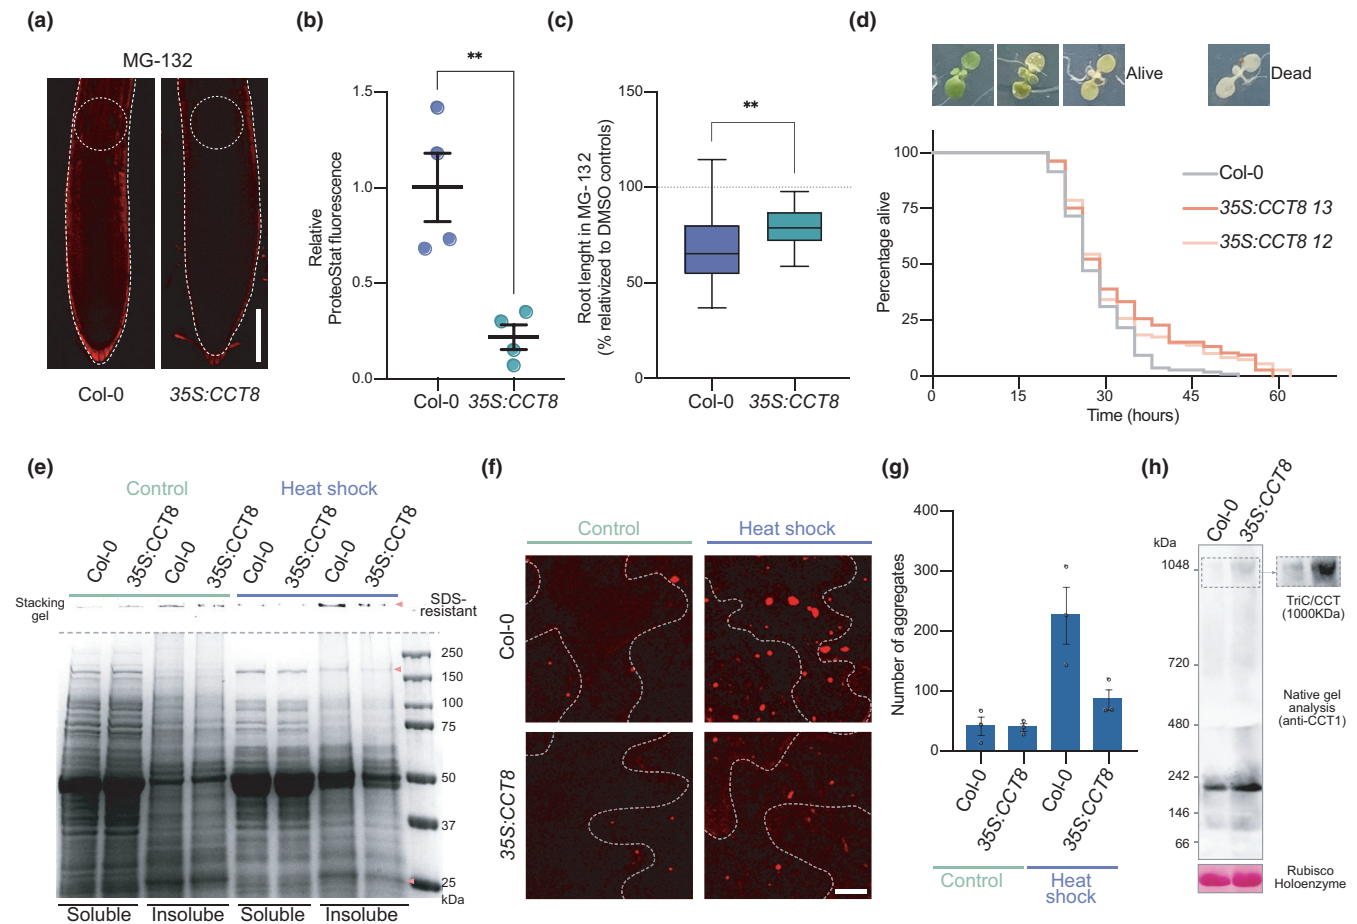 (a)
MG-132
Col-0
35S:CCT8
(b)
**
1.5
1.0
0.5
0.0
Relative
ProteoStat fluorescence
Col-0
35S:CCT8
(c)
**
150
100
50
0
Root lenght in MG-132
(% relativized to DMSO controls)
Col-0
35S:CCT8
(d)
Alive
Dead
100
75
50
25
0
Percentage alive
Col-0
35S:CCT8 13
35S:CCT8 12
0
15
30
45
60
Time (hours)
(e)
Control
Heat shock
Col-0
35S:CCT8
Col-0
35S:CCT8
Col-0
35S:CCT8
Col-0
35S:CCT8
Stacking
gel
SDS-
resistant
250
150
100
75
50
37
25
kDa
Soluble
Insolube
Soluble
Insolube
(f)
Control
Heat shock
Col-0
35S:CCT8
(g)
400
300
200
100
0
Number of aggregates
Col-0
35S:CCT8
Col-0
35S:CCT8
Control
Heat
shock
(h)
Col-0
35S:CCT8
kDa
1048
720
480
242
146
66
TriC/CCT
(1000KDa)
Native gel
analysis
(anti-CCT1)
Rubisco
Holoenzyme